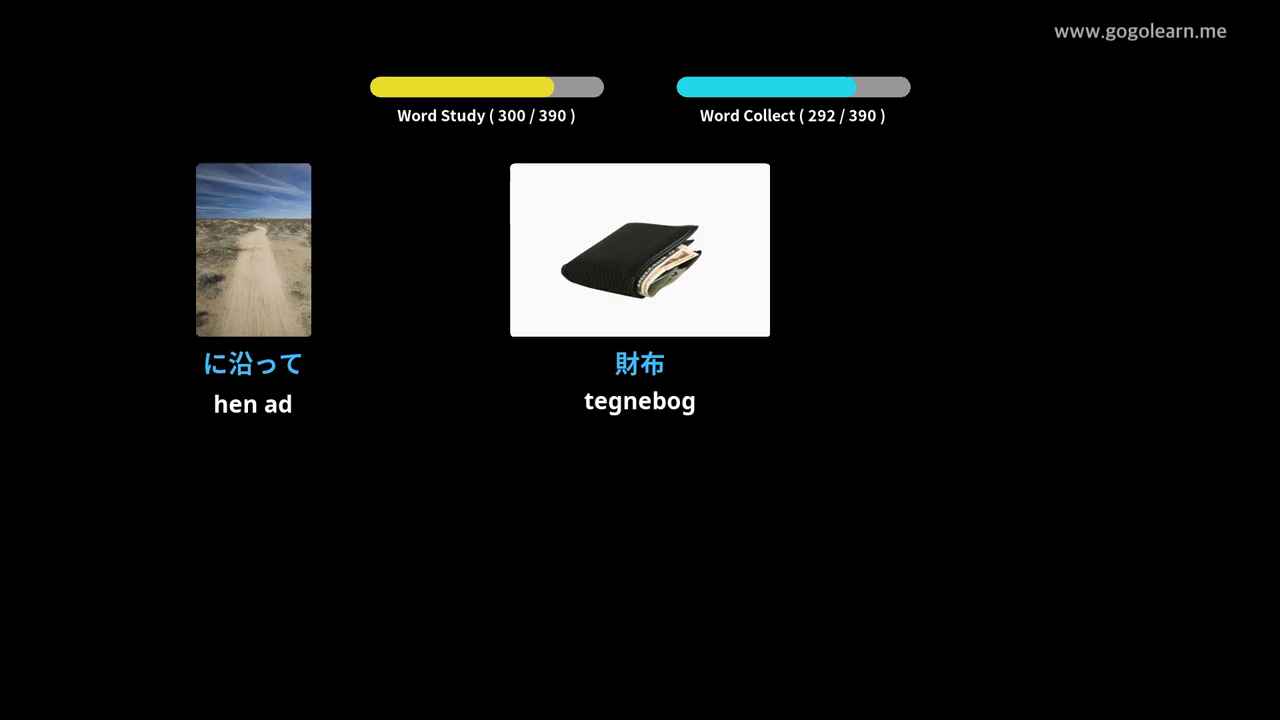 www.gogolearn.me
Word Study ( 300 / 390 )
Word Collect ( 292 / 390 )
に沿って
hen ad
財布
tegnebog